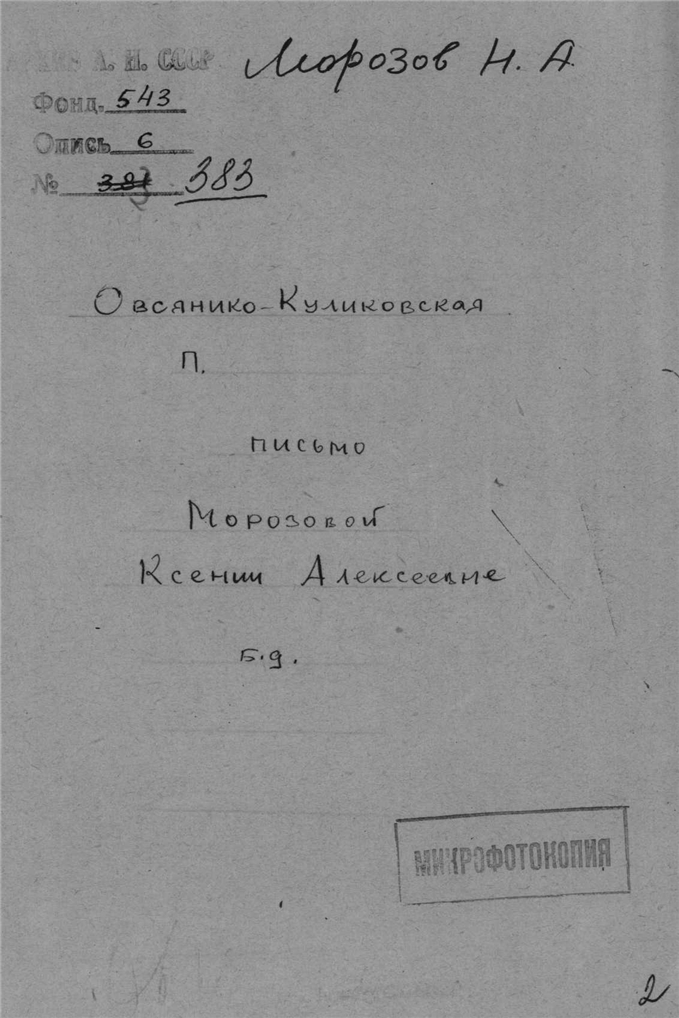 АРХИВ А. Н. СССР
Морозов Н. А.
Фонд. 543
Опись 6
№ 381 383
Овсянико-Куликовская
П.
письмо
Морозовой
Ксении Алексеевне
б.д.
МИКРОФОТОКОПИЯ
2